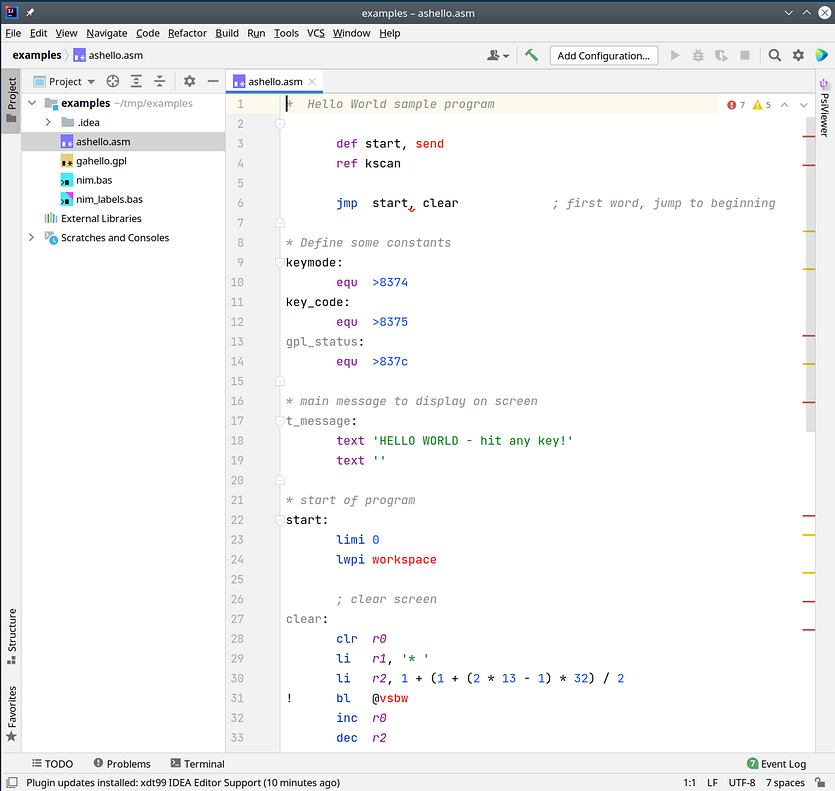 examples – ashello.asm
File Edit View Navigate Code Refactor Build Run Tools VCS Window Help
examples ashello.asm Add Configuration...
Project
Project
ashello.asm
examples ~/tmp/examples
.idea
ashello.asm
gahello.gpl
nim.bas
nim_labels.bas
External Libraries
Scratches and Consoles
7 5
PsiViewer
1 * Hello World sample program
2
3 def start, send
4 ref kscan
5
6 jmp start, clear ; first word, jump to beginning
7
8 * Define some constants
9 keymode:
10 equ >8374
11 key_code:
12 equ >8375
13 gpl_status:
14 equ >837c
15
16 * main message to display on screen
17 t_message:
18 text 'HELLO WORLD - hit any key!'
19 text ''
20
21 * start of program
22 start:
23 limi 0
24 lwpi workspace
25
26 ; clear screen
27 clear:
28 clr r0
29 li r1, '* '
30 li r2, 1 + (1 + (2 * 13 - 1) * 32) / 2
31 ! bl @vsbw
32 inc r0
33 dec r2
Structure
Favorites
TODO Problems Terminal 7 Event Log
Plugin updates installed: xdt99 IDEA Editor Support (10 minutes ago) 1:1 LF UTF-8 7 spaces